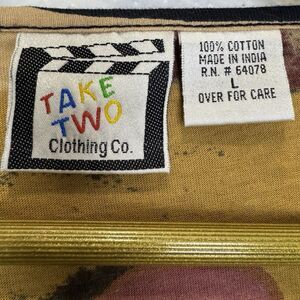 TAKE
TWO
Clothing Co.
100% COTTON
MADE IN INDIA
R.N. # 64078
L
OVER FOR CARE